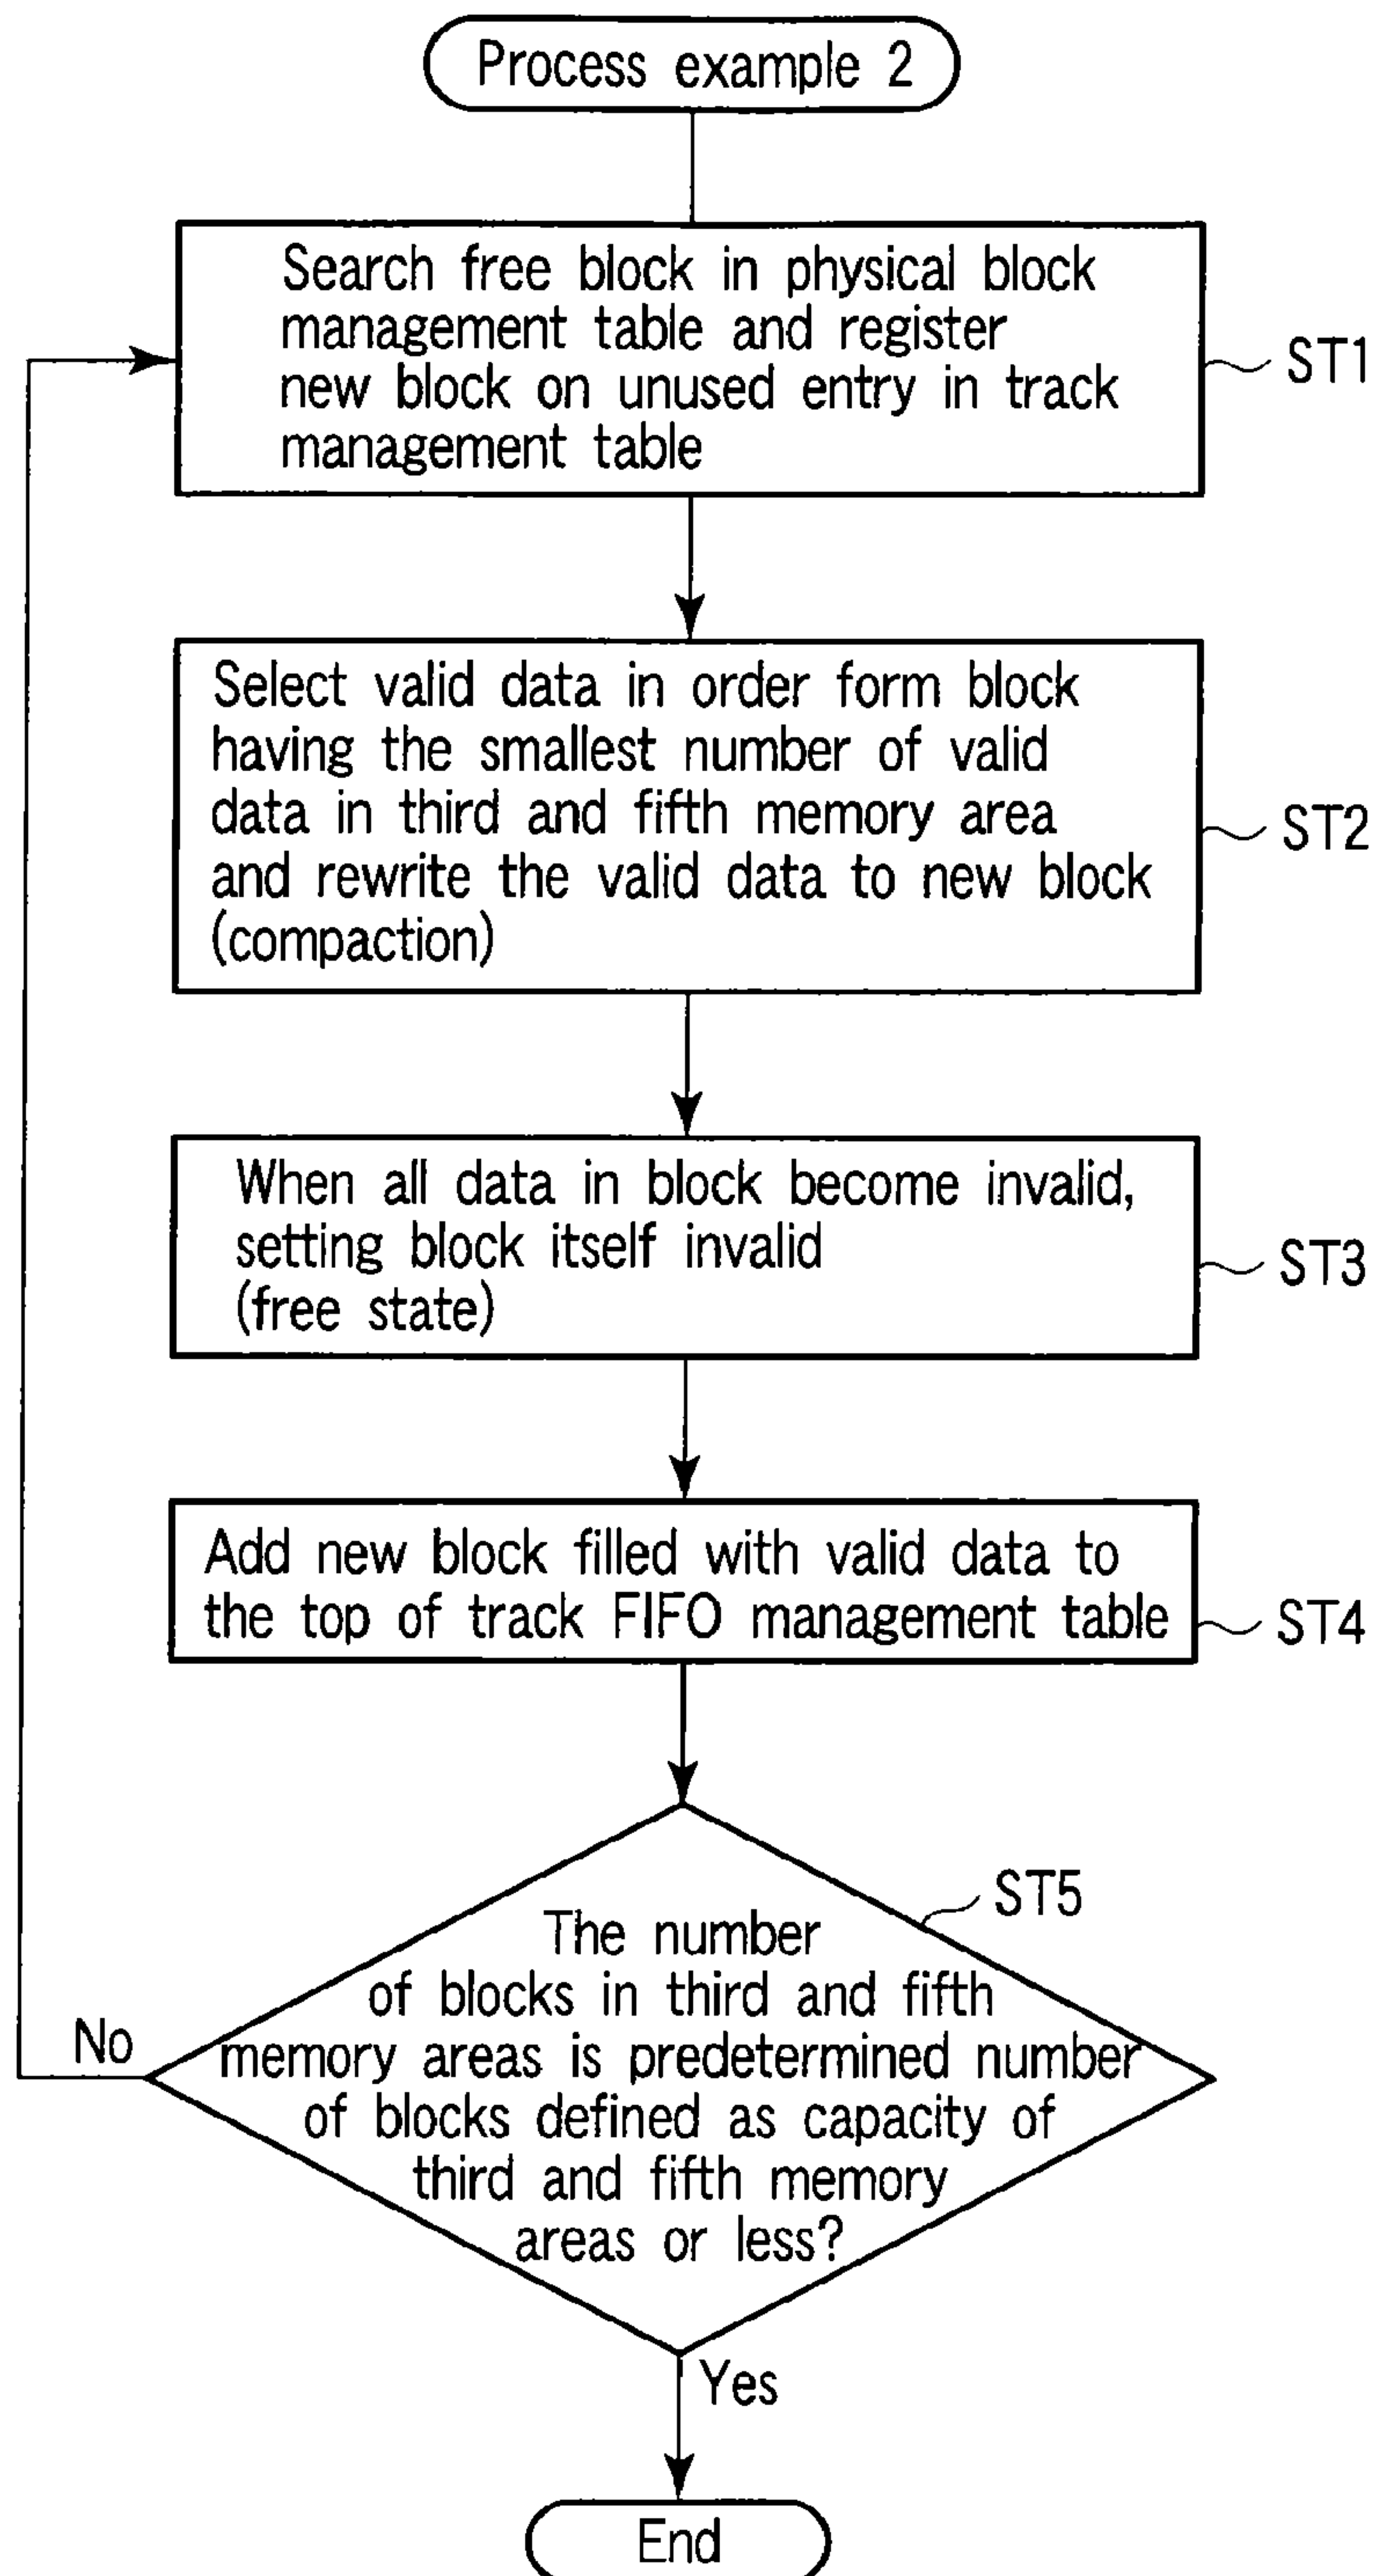 Process example 2
Search free block in physical block
management table and register
new block on unused entry in track
management table
ST1
Select valid data in order form block
having the smallest number of valid
data in third and fifth memory area
and rewrite the valid data to new block
(compaction)
ST2
When all data in block become invalid,
setting block itself invalid
(free state)
ST3
Add new block filled with valid data to
the top of track FIFO management table
ST4
ST5
The number
of blocks in third and fifth
memory areas is predetermined number
of blocks defined as capacity of
third and fifth memory
areas or less?
No
Yes
End